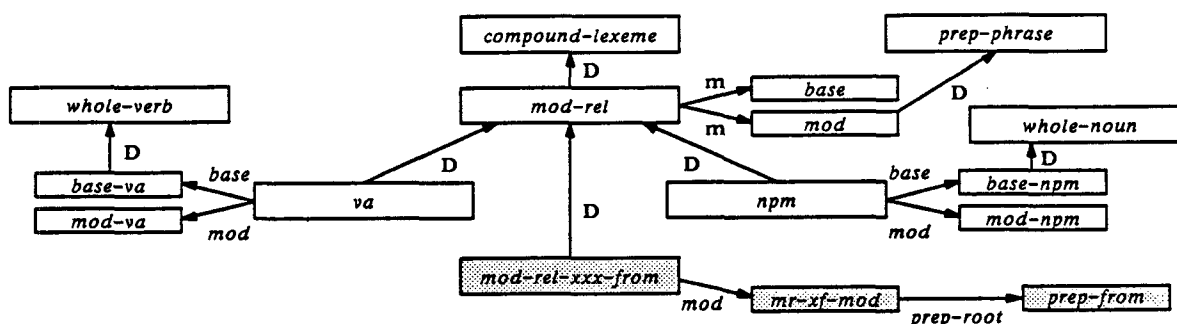 compound-lexeme
prep-phrase
D
whole-verb
mod-rel
m
base
m
mod
D
whole-noun
D
D
D
D
base-va
base
va
npm
base
base-npm
mod-va
mod
D
mod
mod-npm
mod-rel-xxx-from
mod
mr-xf-mod
prep-root
prep-from